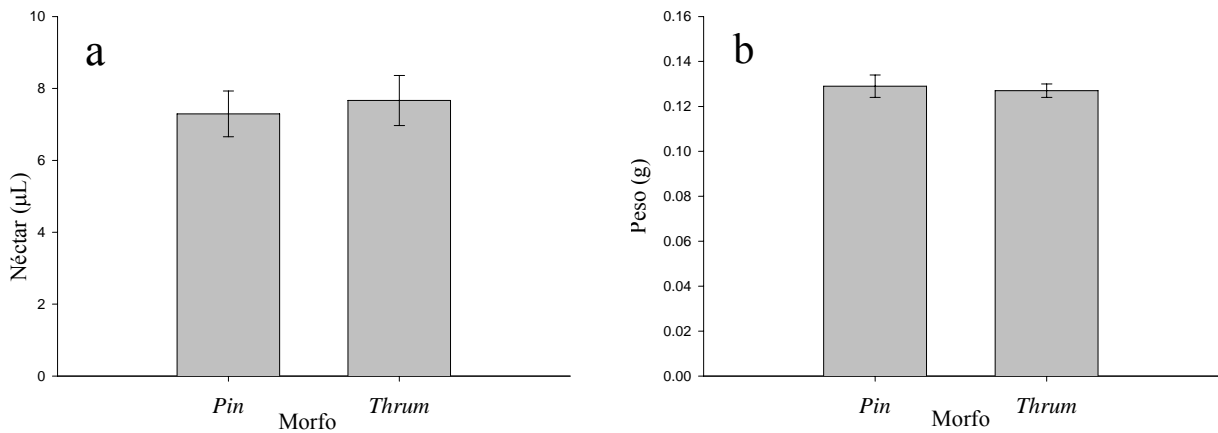 a
10
8
6
4
2
0
Néctar (µL)
Pin
Thrum
Morfo
b
0.16
0.14
0.12
0.10
0.08
0.06
0.04
0.02
0.00
Peso (g)
Pin
Thrum
Morfo